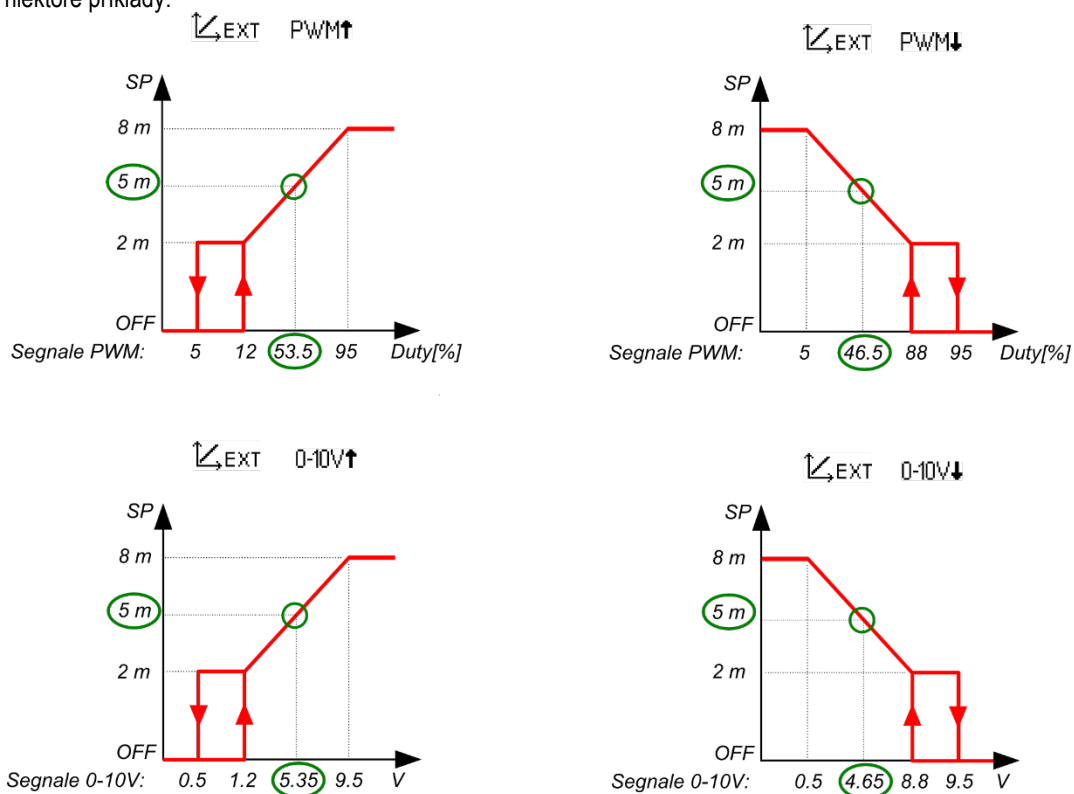 niektoré príklady:
EXT PWM↑
SP
8 m
5 m
2 m
OFF
Segnale PWM: 5 12 53.5 95 Duty[%]
EXT PWM↓
SP
8 m
5 m
2 m
OFF
Segnale PWM: 5 46.5 88 95 Duty[%]
EXT 0-10V↑
SP
8 m
5 m
2 m
OFF
Segnale 0-10V: 0.5 1.2 5.35 9.5 V
EXT 0-10V↓
SP
8 m
5 m
2 m
OFF
Segnale 0-10V: 0.5 4.65 8.8 9.5 V